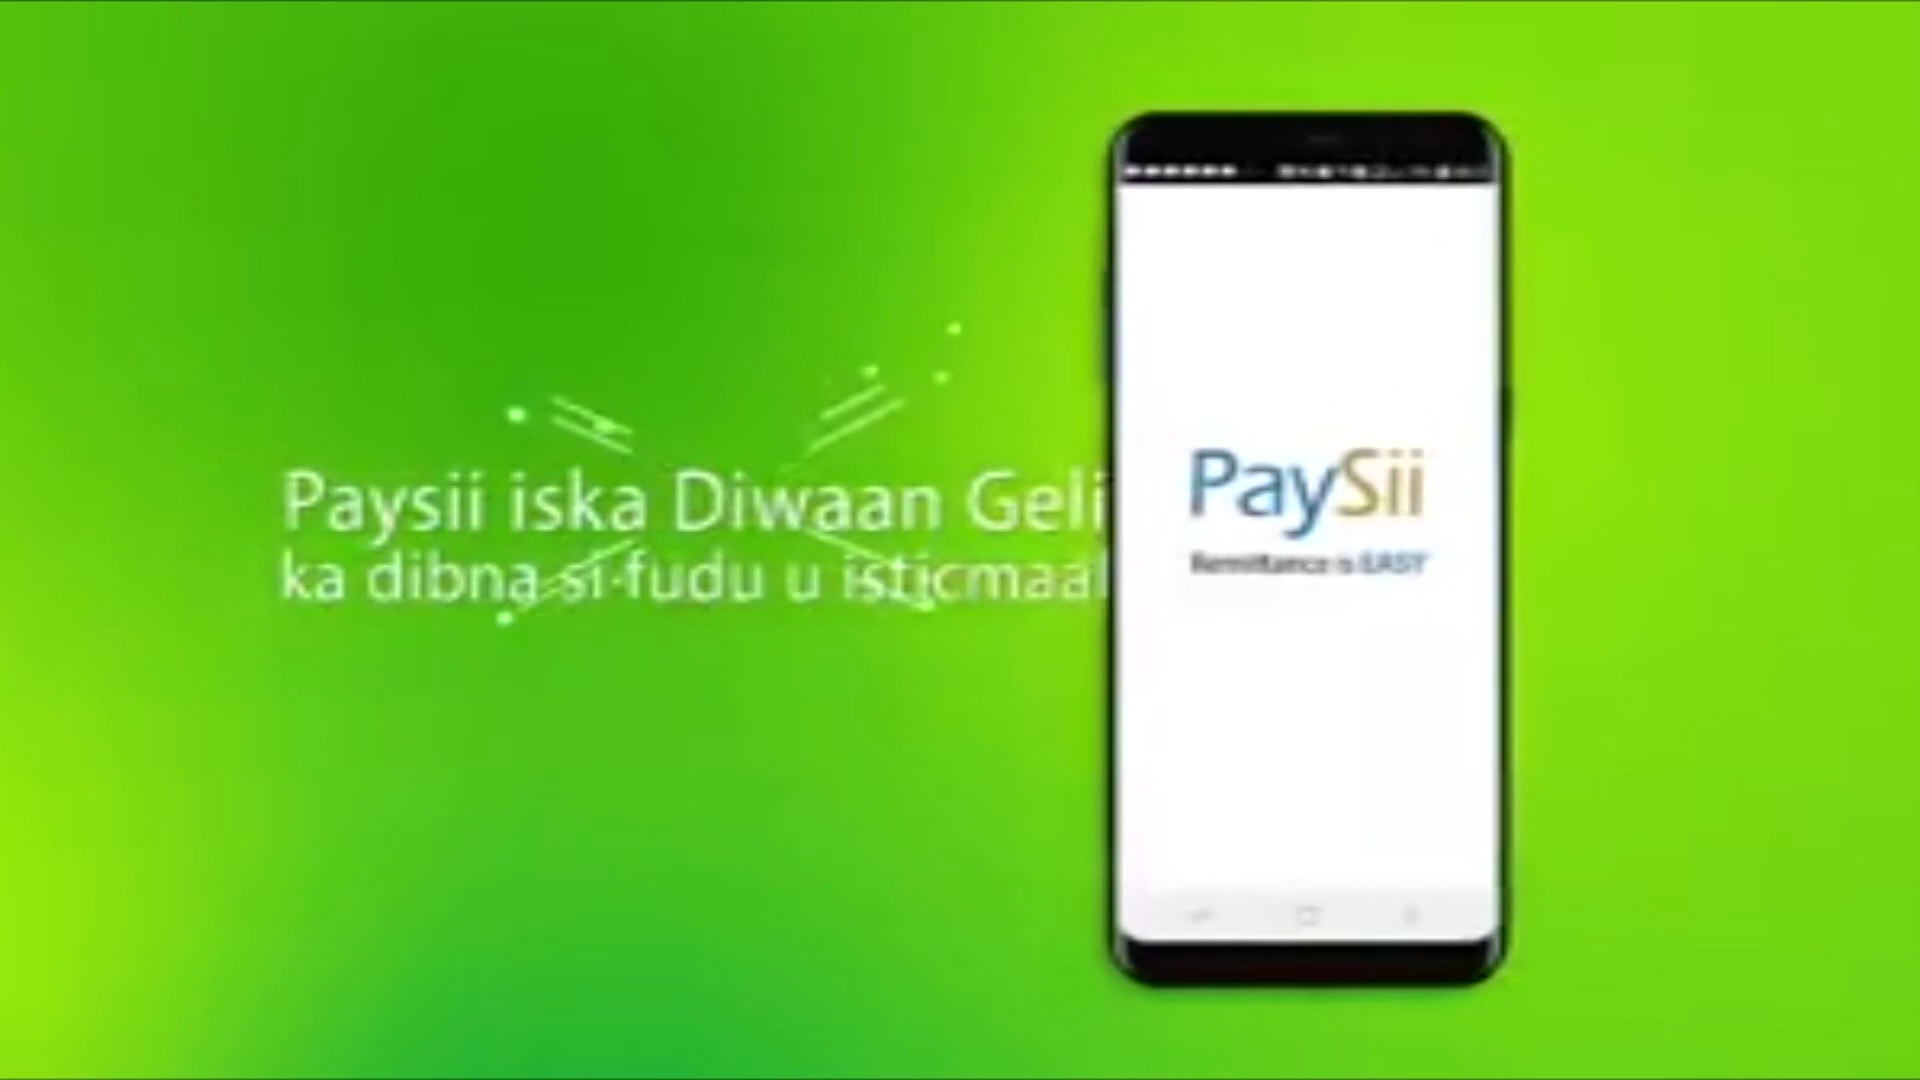 Paysii iska Diwaan Geli
ka dibna si fudu u isticmaal
PaySii
Remittance is EASY